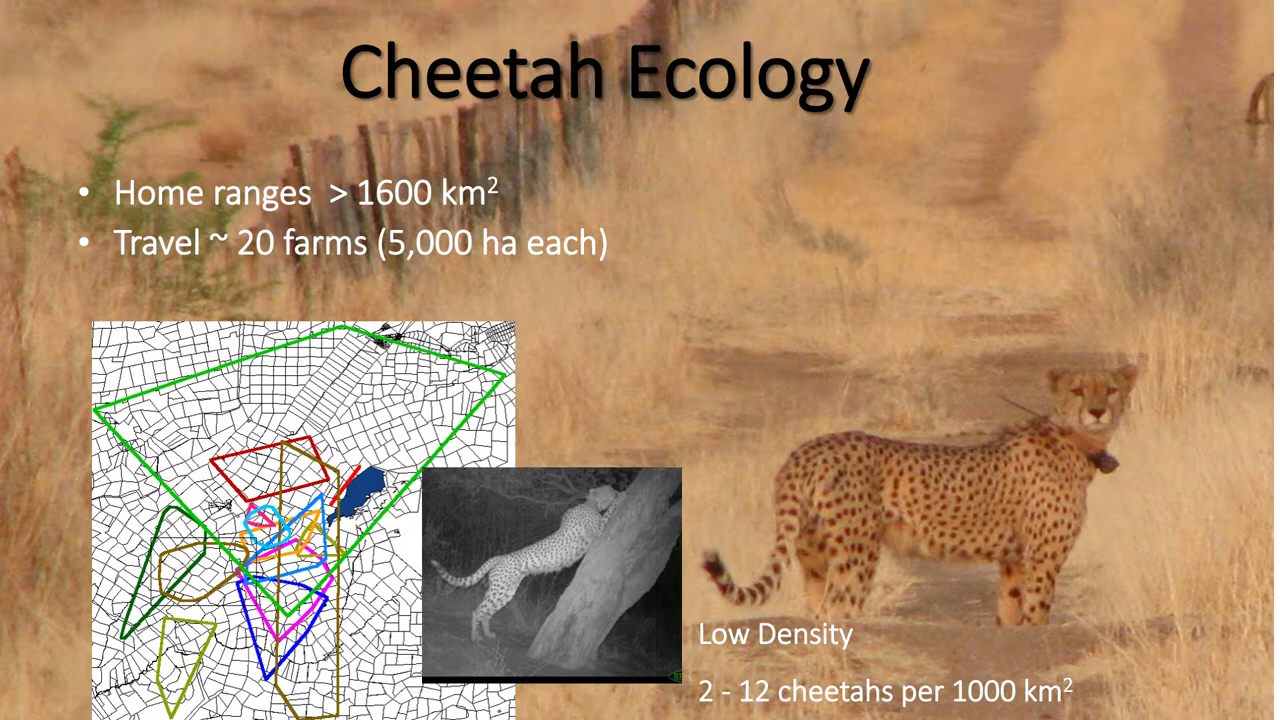 Cheetah Ecology
• Home ranges > 1600 km²
• Travel ~ 20 farms (5,000 ha each)
Low Density
2 - 12 cheetahs per 1000 km²